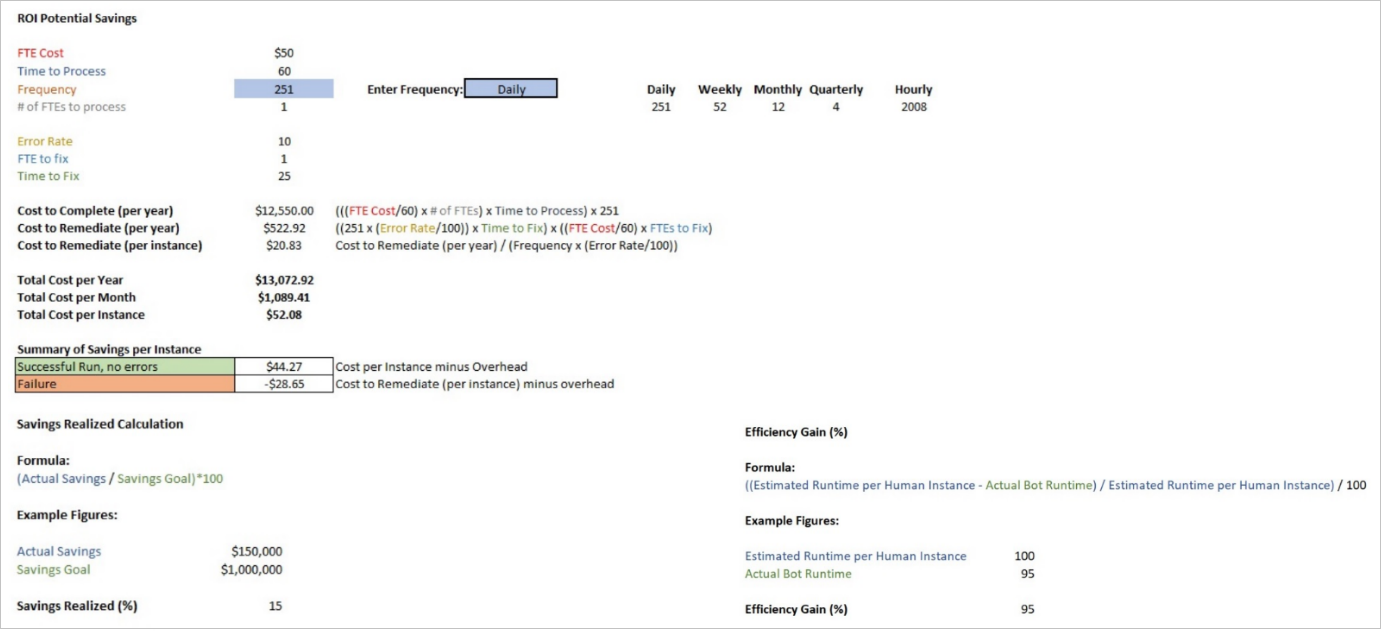 ROI Potential Savings
FTE Cost $50
Time to Process 60
Frequency 251 Enter Frequency: Daily Daily Weekly Monthly Quarterly Hourly
# of FTEs to process 1 251 52 12 4 2008
Error Rate 10
FTE to fix 1
Time to Fix 25
Cost to Complete (per year) $12,550.00 (((FTE Cost/60) x # of FTEs) x Time to Process) x 251
Cost to Remediate (per year) $522.92 ((251 x (Error Rate/100)) x Time to Fix) x ((FTE Cost/60) x FTEs to Fix)
Cost to Remediate (per instance) $20.83 Cost to Remediate (per year) / (Frequency x (Error Rate/100))
Total Cost per Year $13,072.92
Total Cost per Month $1,089.41
Total Cost per Instance $52.08
Summary of Savings per Instance
Successful Run, no errors $44.27 Cost per Instance minus Overhead
Failure -$28.65 Cost to Remediate (per instance) minus overhead
Savings Realized Calculation
Formula:
(Actual Savings / Savings Goal)*100
Example Figures:
Actual Savings $150,000
Savings Goal $1,000,000
Savings Realized (%) 15
Efficiency Gain (%)
Formula:
((Estimated Runtime per Human Instance - Actual Bot Runtime) / Estimated Runtime per Human Instance) / 100
Example Figures:
Estimated Runtime per Human Instance 100
Actual Bot Runtime 95
Efficiency Gain (%) 95